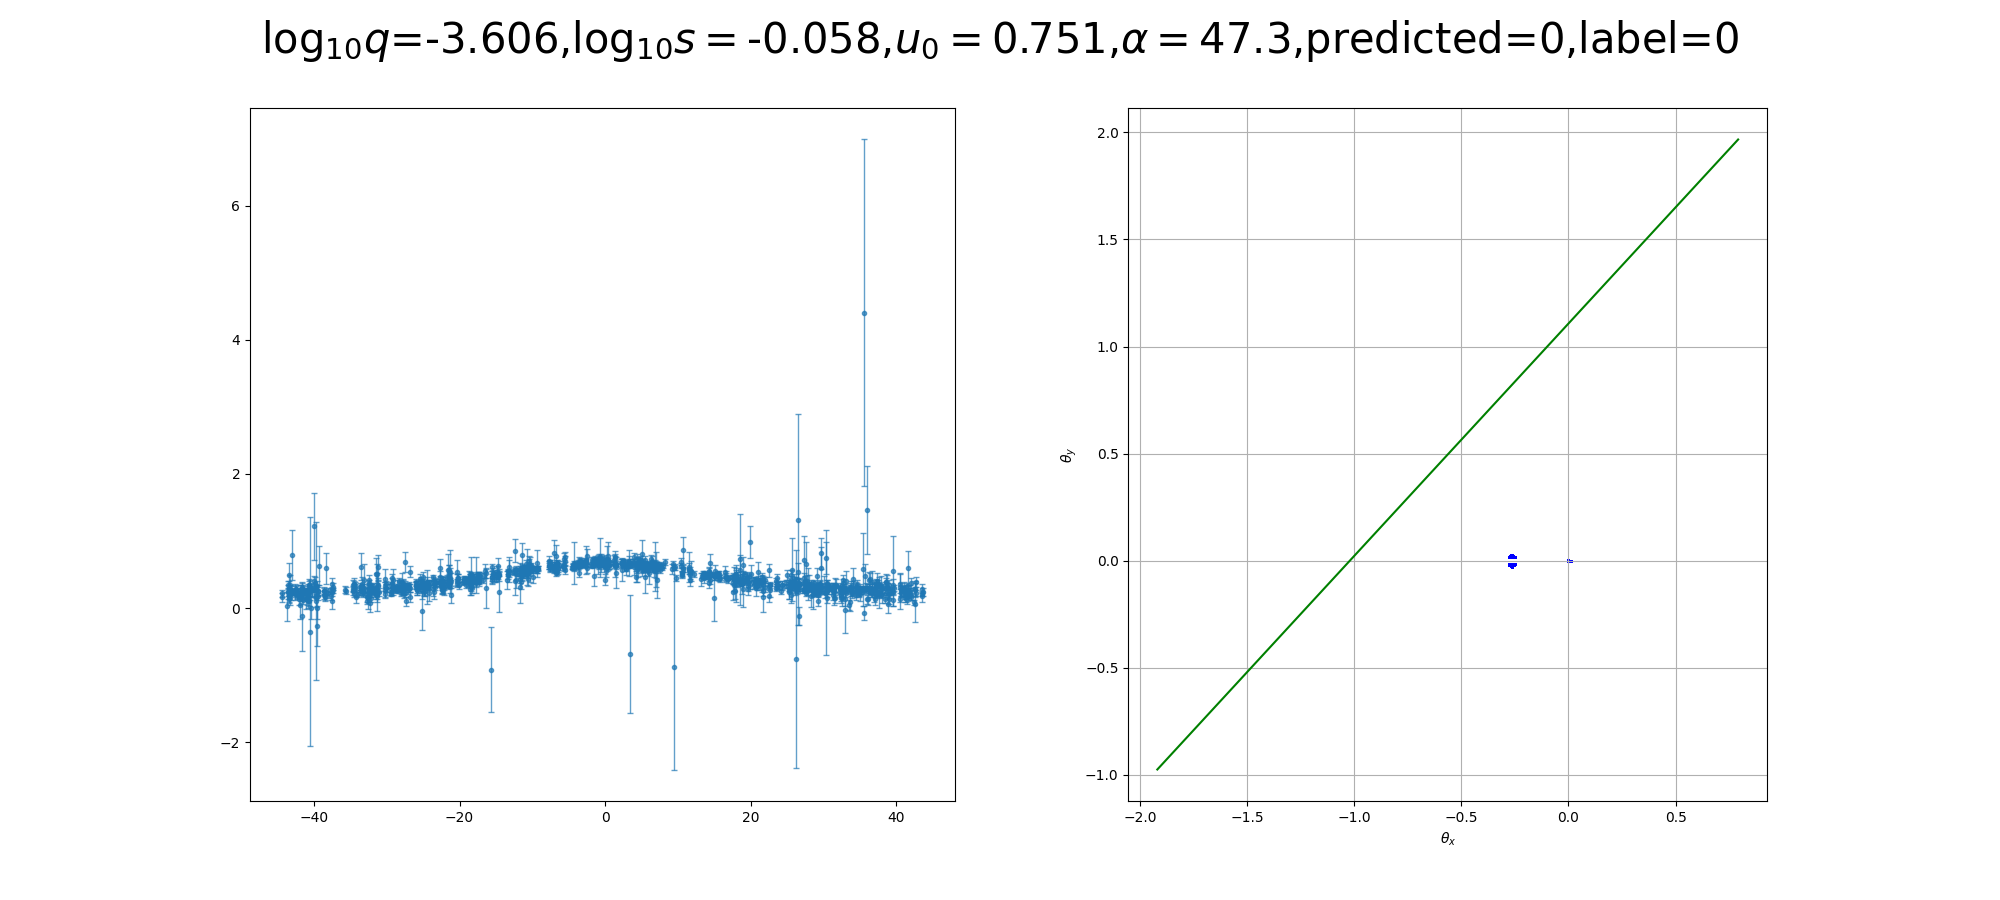 log₁₀q=-3.606,log₁₀s = -0.058,u₀ = 0.751,α = 47.3,predicted=0,label=0
6
4
2
0
−2
−40 −20 0 20 40
2.0
1.5
1.0
0.5
0.0
−0.5
−1.0
θy
−2.0 −1.5 −1.0 −0.5 0.0 0.5
θx